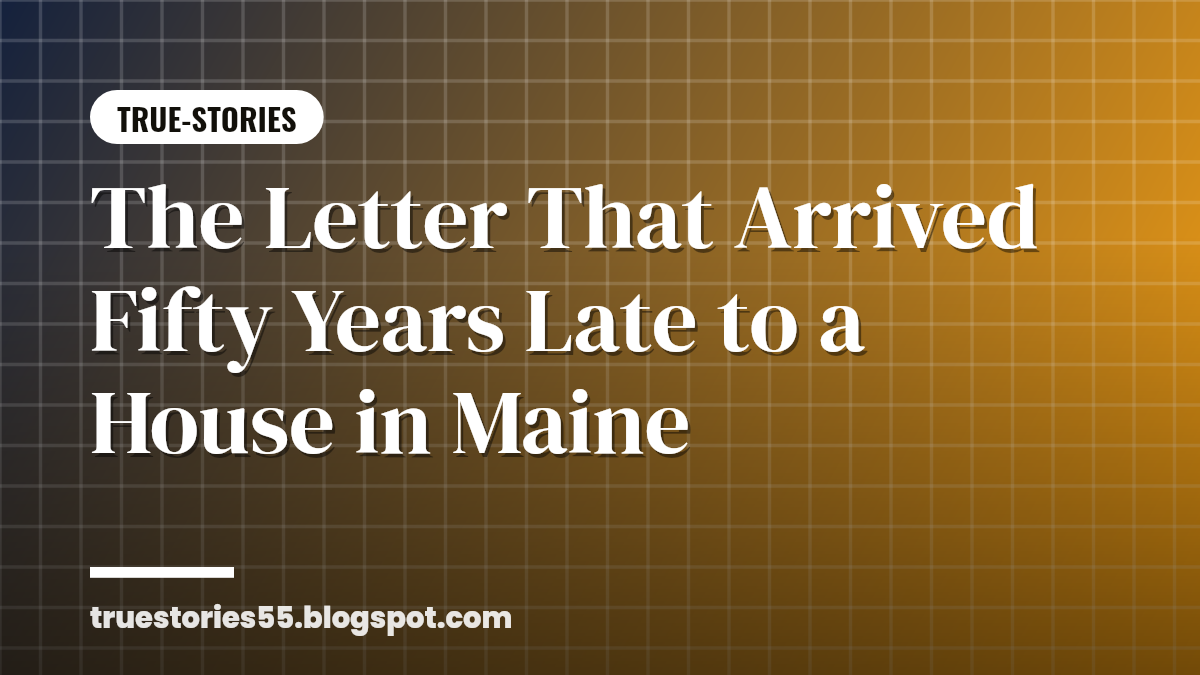 TRUE-STORIES
The Letter That Arrived
Fifty Years Late to a
House in Maine
truestories55.blogspot.com